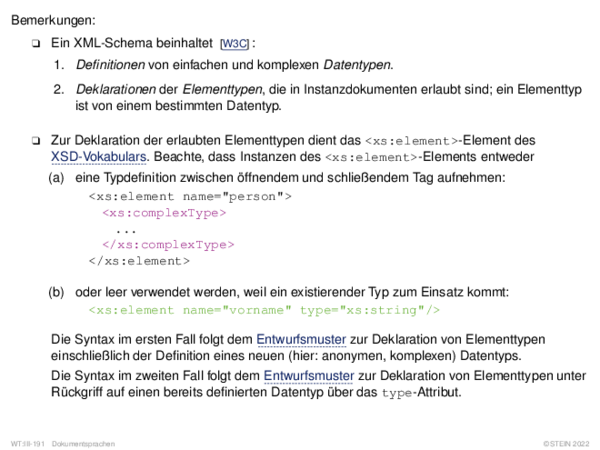 Bemerkungen:
❑ Ein XML-Schema beinhaltet [W3C] :
1. Definitionen von einfachen und komplexen Datentypen.
2. Deklarationen der Elementtypen, die in Instanzdokumenten erlaubt sind; ein Elementtyp
ist von einem bestimmten Datentyp.
❑ Zur Deklaration der erlaubten Elementtypen dient das <xs:element>-Element des
XSD-Vokabulars. Beachte, dass Instanzen des <xs:element>-Elements entweder
(a) eine Typdefinition zwischen öffnendem und schließendem Tag aufnehmen:
<xs:element name="person">
<xs:complexType>
...
</xs:complexType>
</xs:element>
(b) oder leer verwendet werden, weil ein existierender Typ zum Einsatz kommt:
<xs:element name="vorname" type="xs:string"/>
Die Syntax im ersten Fall folgt dem Entwurfsmuster zur Deklaration von Elementtypen
einschließlich der Definition eines neuen (hier: anonymen, komplexen) Datentyps.
Die Syntax im zweiten Fall folgt dem Entwurfsmuster zur Deklaration von Elementtypen unter
Rückgriff auf einen bereits definierten Datentyp über das type-Attribut.
WT:III-191 Dokumentsprachen ©STEIN 2022